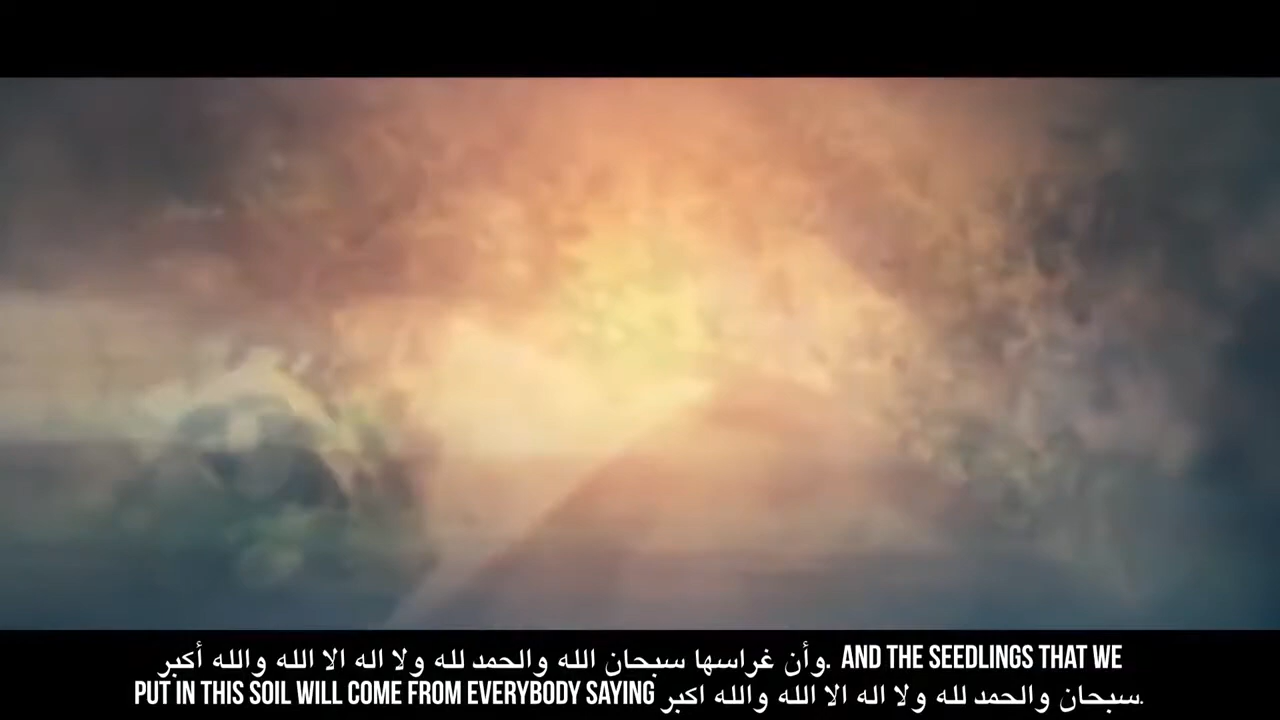 وأن غراسها سبحان الله والحمد لله ولا اله الا الله والله أكبر. AND THE SEEDLINGS THAT WE
PUT IN THIS SOIL WILL COME FROM EVERYBODY SAYING سبحان والحمد لله ولا اله الا الله والله اكبر.